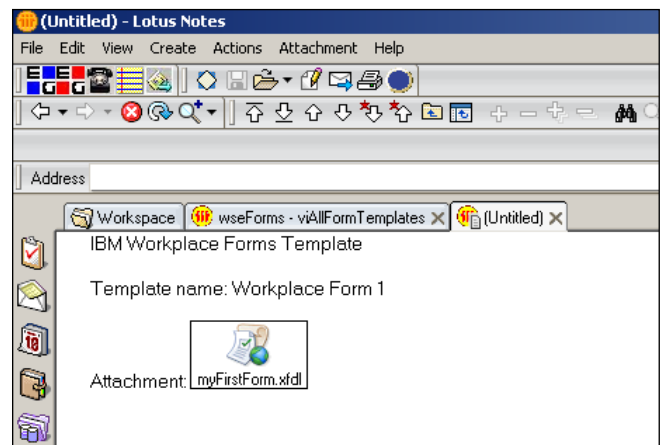 (Untitled) - Lotus Notes
File Edit View Create Actions Attachment Help
Address
Workspace wseForms - viAllFormTemplates (Untitled)
IBM Workplace Forms Template
Template name: Workplace Form 1
Attachment: myFirstForm.xfdl